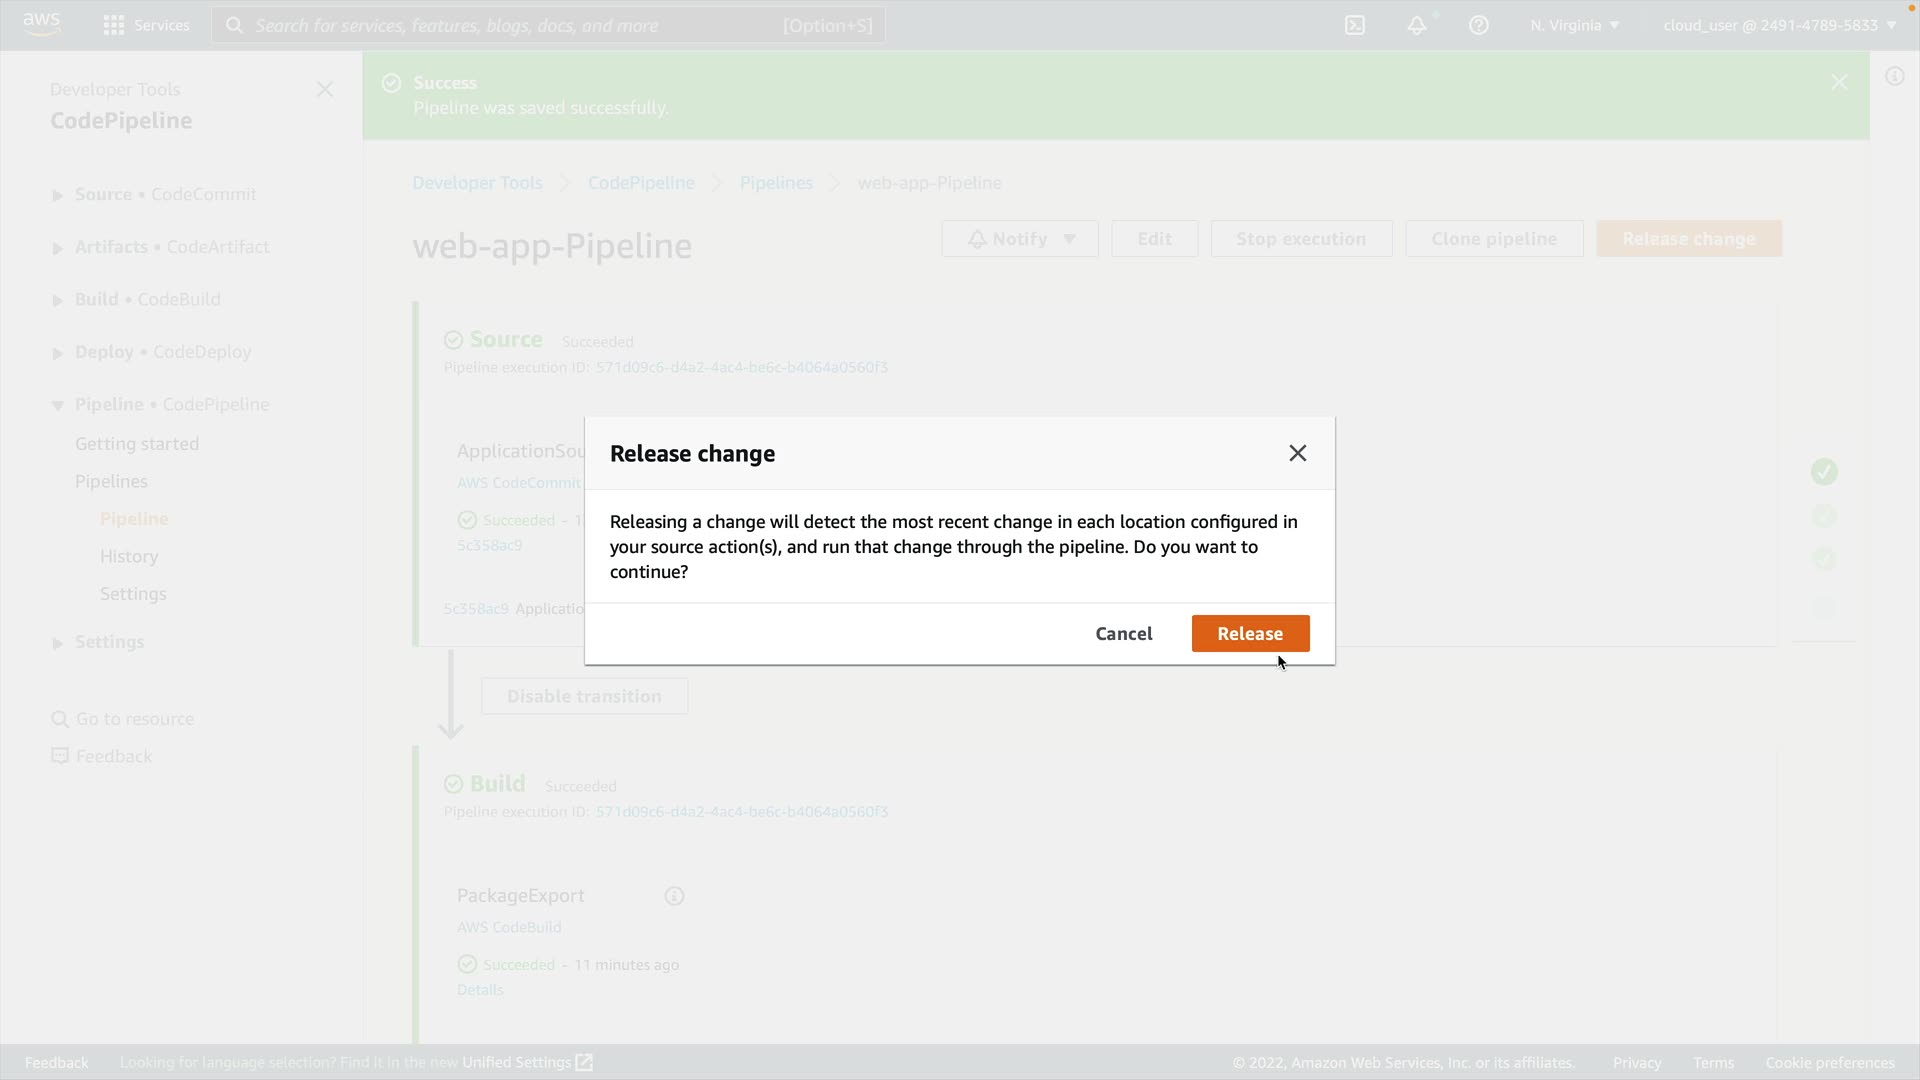 aws
Services
Search for services, features, blogs, docs, and more [Option+S]
N. Virginia
cloud_user @ 2491-4789-5833
Developer Tools
CodePipeline
Source • CodeCommit
Artifacts • CodeArtifact
Build • CodeBuild
Deploy • CodeDeploy
Pipeline • CodePipeline
Getting started
Pipelines
Pipeline
History
Settings
Settings
Go to resource
Feedback
Success
Pipeline was saved successfully.
Developer Tools
CodePipeline
Pipelines
web-app-Pipeline
web-app-Pipeline
Notify
Edit
Stop execution
Clone pipeline
Release change
Source Succeeded
Pipeline execution ID: 571d09c6-d4a2-4ac4-be6c-b4064a0560f3
ApplicationSou
AWS CodeCommit
Succeeded - 1
5c358ac9
5c358ac9 Applicatio
Release change
Releasing a change will detect the most recent change in each location configured in
your source action(s), and run that change through the pipeline. Do you want to
continue?
Cancel
Release
Disable transition
Build Succeeded
Pipeline execution ID: 571d09c6-d4a2-4ac4-be6c-b4064a0560f3
PackageExport
AWS CodeBuild
Succeeded - 11 minutes ago
Details
Feedback
Looking for language selection? Find it in the new Unified Settings
© 2022, Amazon Web Services, Inc. or its affiliates.
Privacy
Terms
Cookie preferences